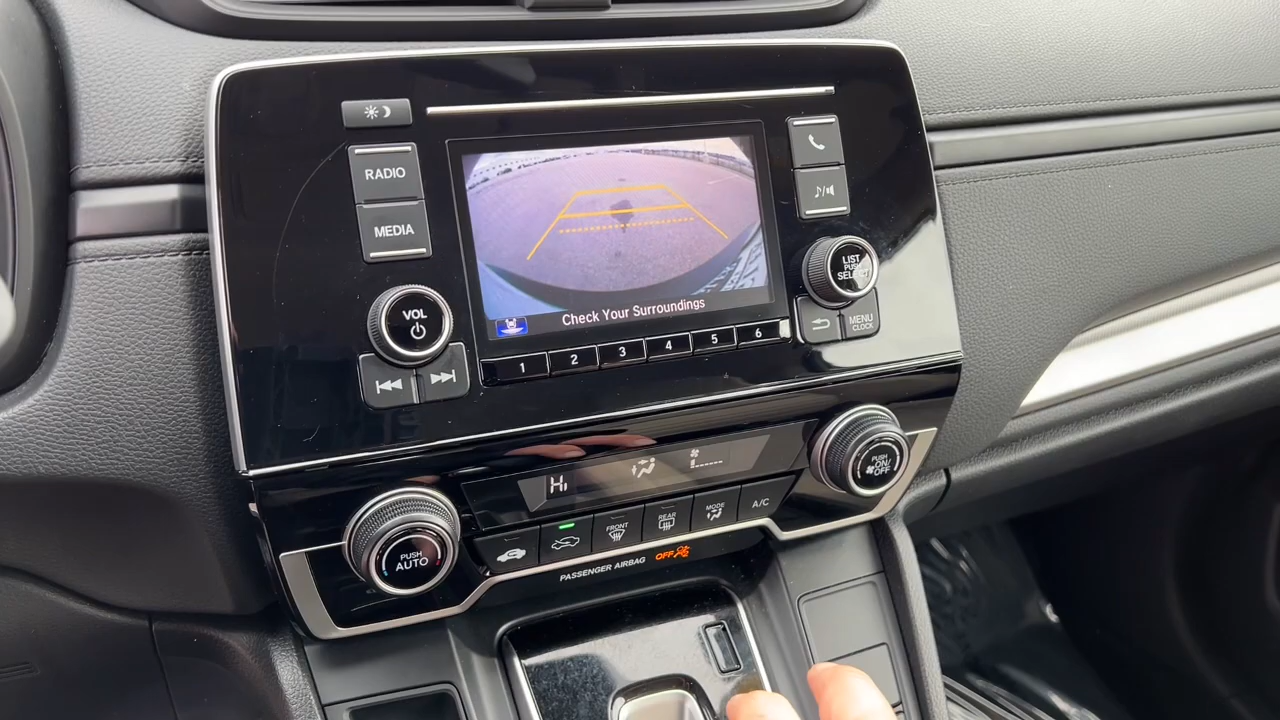 RADIO
MEDIA
VOL
Check Your Surroundings
1 2 3 4 5 6
LIST
PUSH
SELECT
MENU
CLOCK
Hi
PUSH
AUTO
FRONT
REAR
MODE
A/C
PUSH
ON/
OFF
PASSENGER AIRBAG OFF